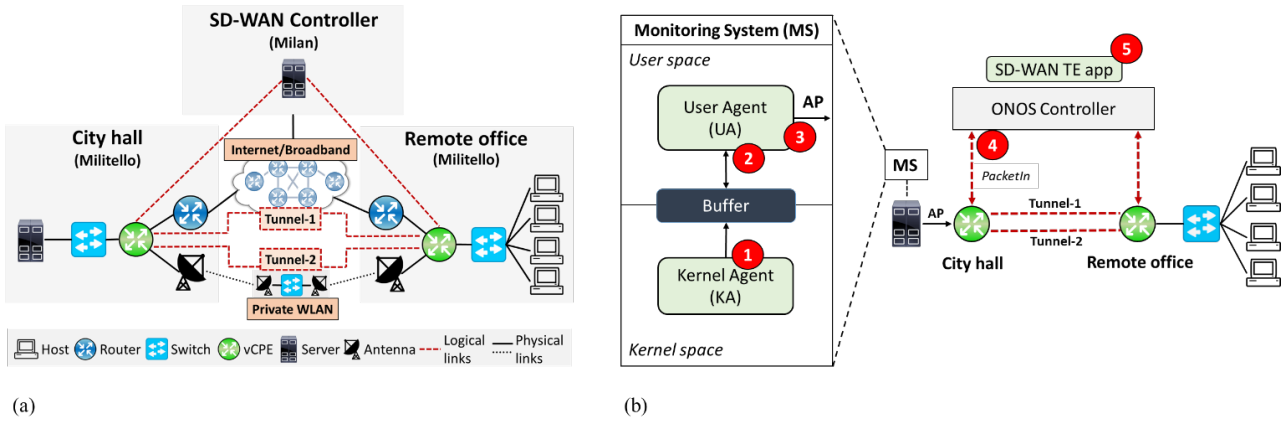 SD-WAN Controller
(Milan)
City hall
(Militello)
Internet/Broadband
Remote office
(Militello)
Tunnel-1
Tunnel-2
Private WLAN
Host
Router
Switch
vCPE
Server
Antenna
Logical
links
Physical
links
(a)
Monitoring System (MS)
User space
User Agent
(UA)
AP
3
2
Buffer
1
Kernel Agent
(KA)
Kernel space
MS
AP
5
SD-WAN TE app
ONOS Controller
4
PacketIn
Tunnel-1
Tunnel-2
City hall
Remote office
(b)